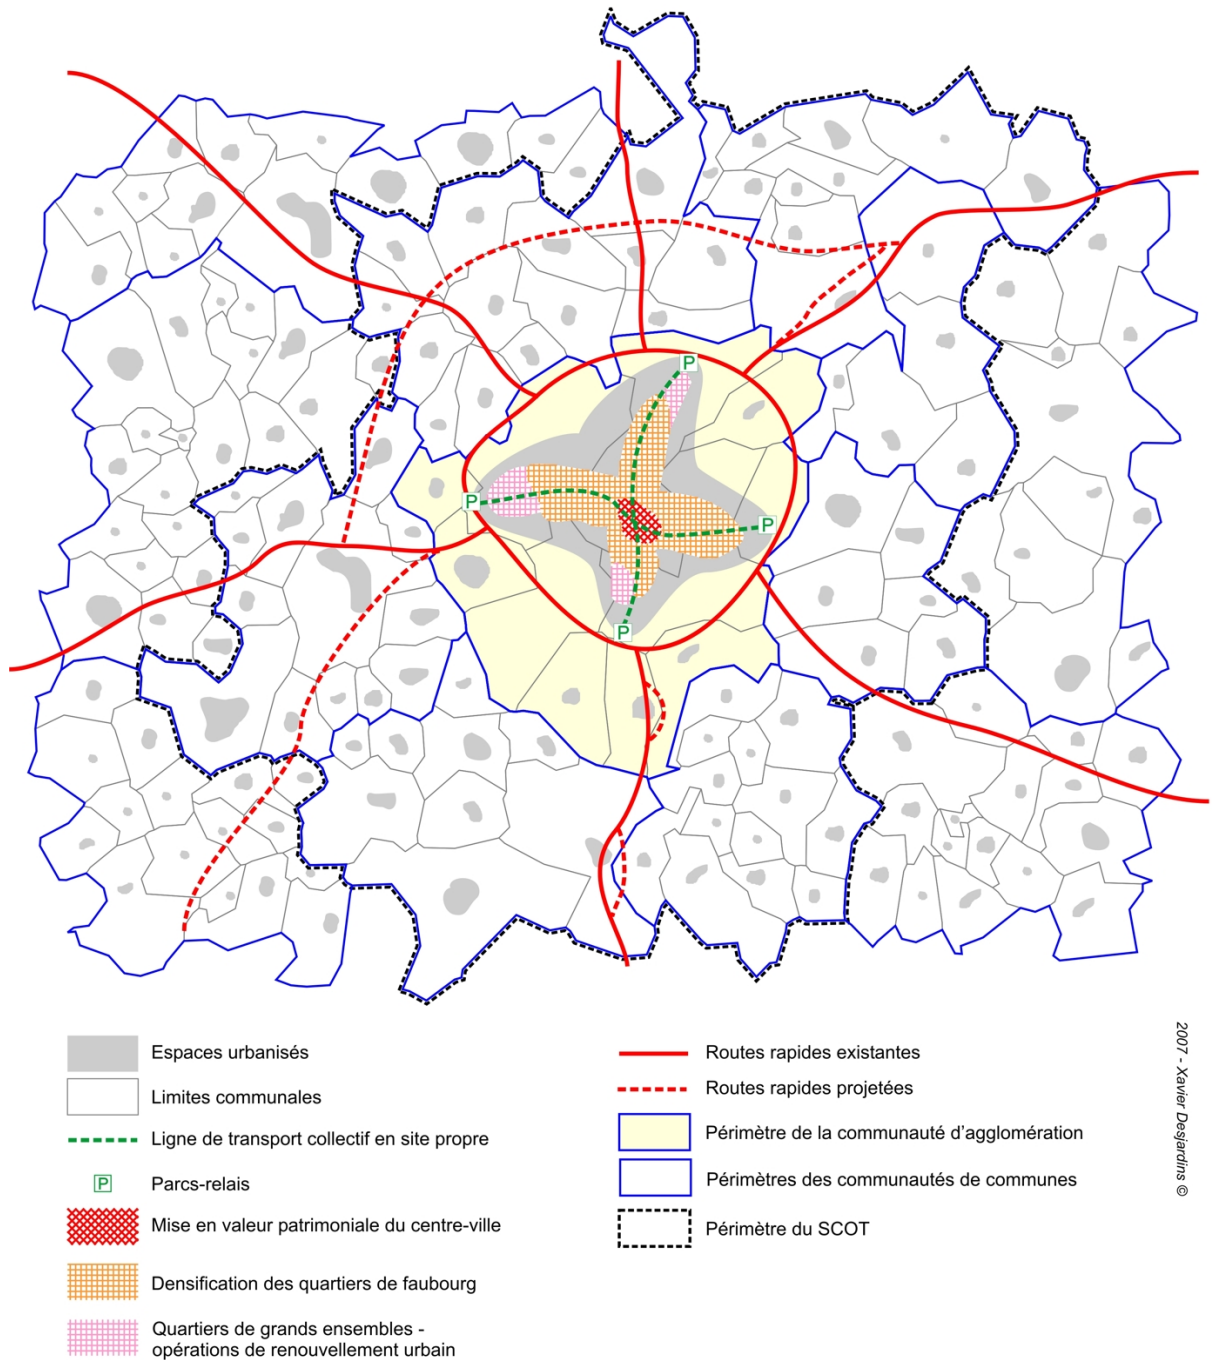 P
P
P
P
Espaces urbanisés
Limites communales
Ligne de transport collectif en site propre
P
Parcs-relais
Mise en valeur patrimoniale du centre-ville
Densification des quartiers de faubourg
Quartiers de grands ensembles -
opérations de renouvellement urbain
Routes rapides existantes
Routes rapides projetées
Périmètre de la communauté d'agglomération
Périmètres des communautés de communes
Périmètre du SCOT
2007 - Xavier Desjardins ©